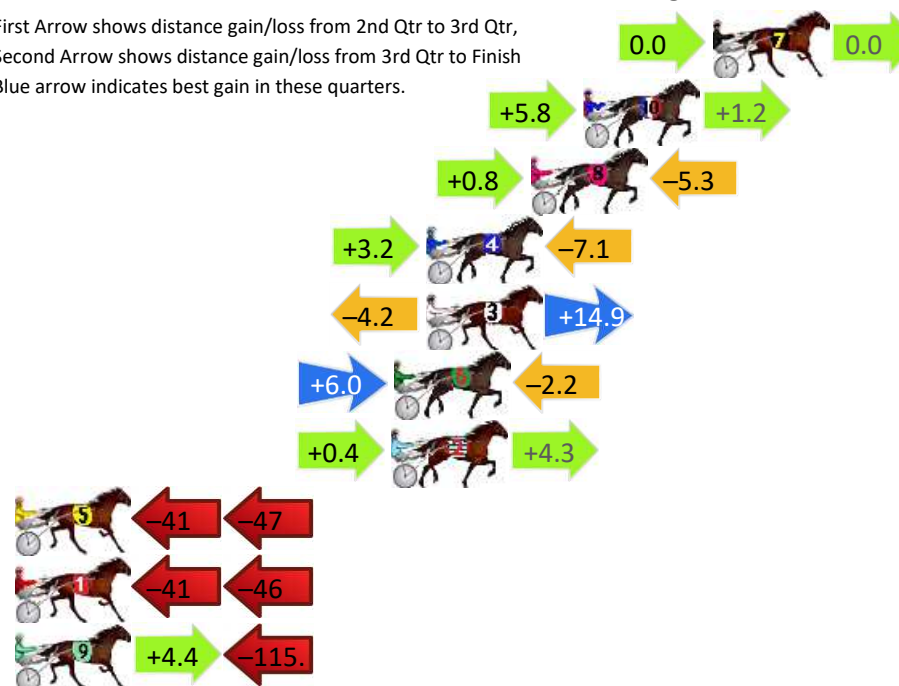 First Arrow shows distance gain/loss from 2nd Qtr to 3rd Qtr,
Second Arrow shows distance gain/loss from 3rd Qtr to Finish
Blue arrow indicates best gain in these quarters.
0.0 7 0.0
+5.8 10 +1.2
+0.8 8 –5.3
+3.2 4 –7.1
–4.2 3 +14.9
+6.0 6 –2.2
+0.4 2 +4.3
5 –41 –47
1 –41 –46
9 +4.4 –115.